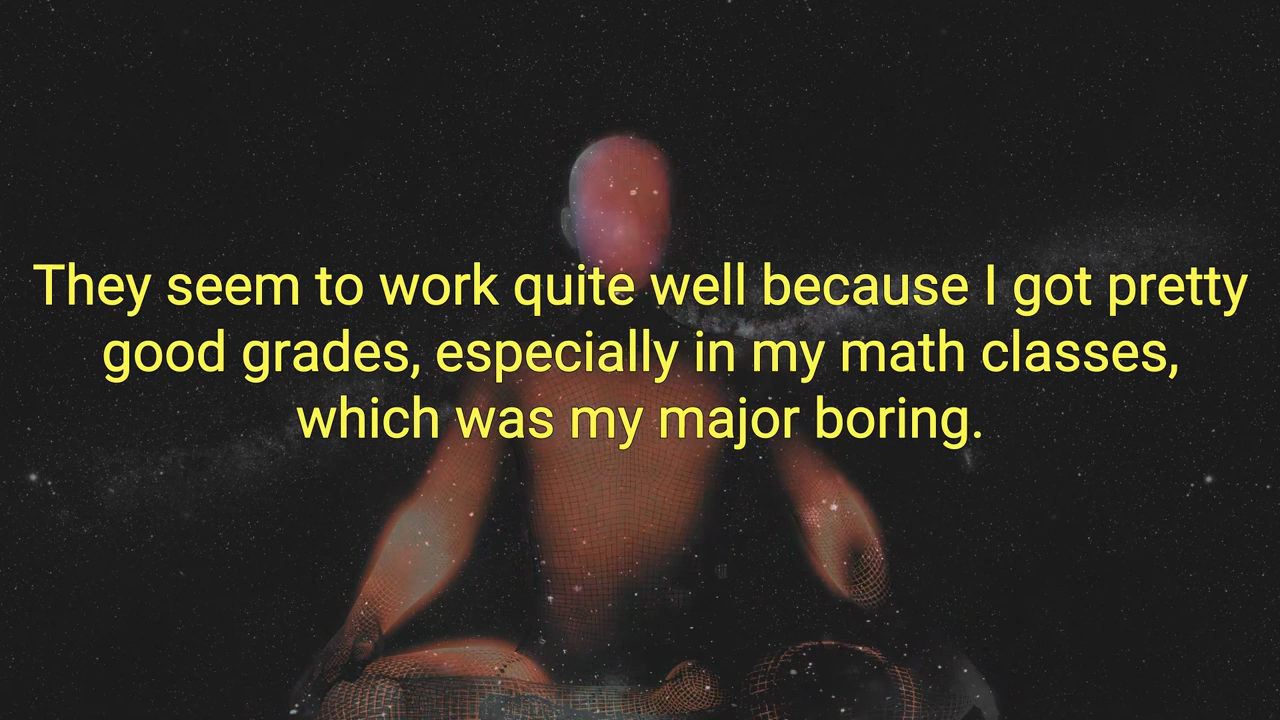 They seem to work quite well because I got pretty
good grades, especially in my math classes,
which was my major boring.